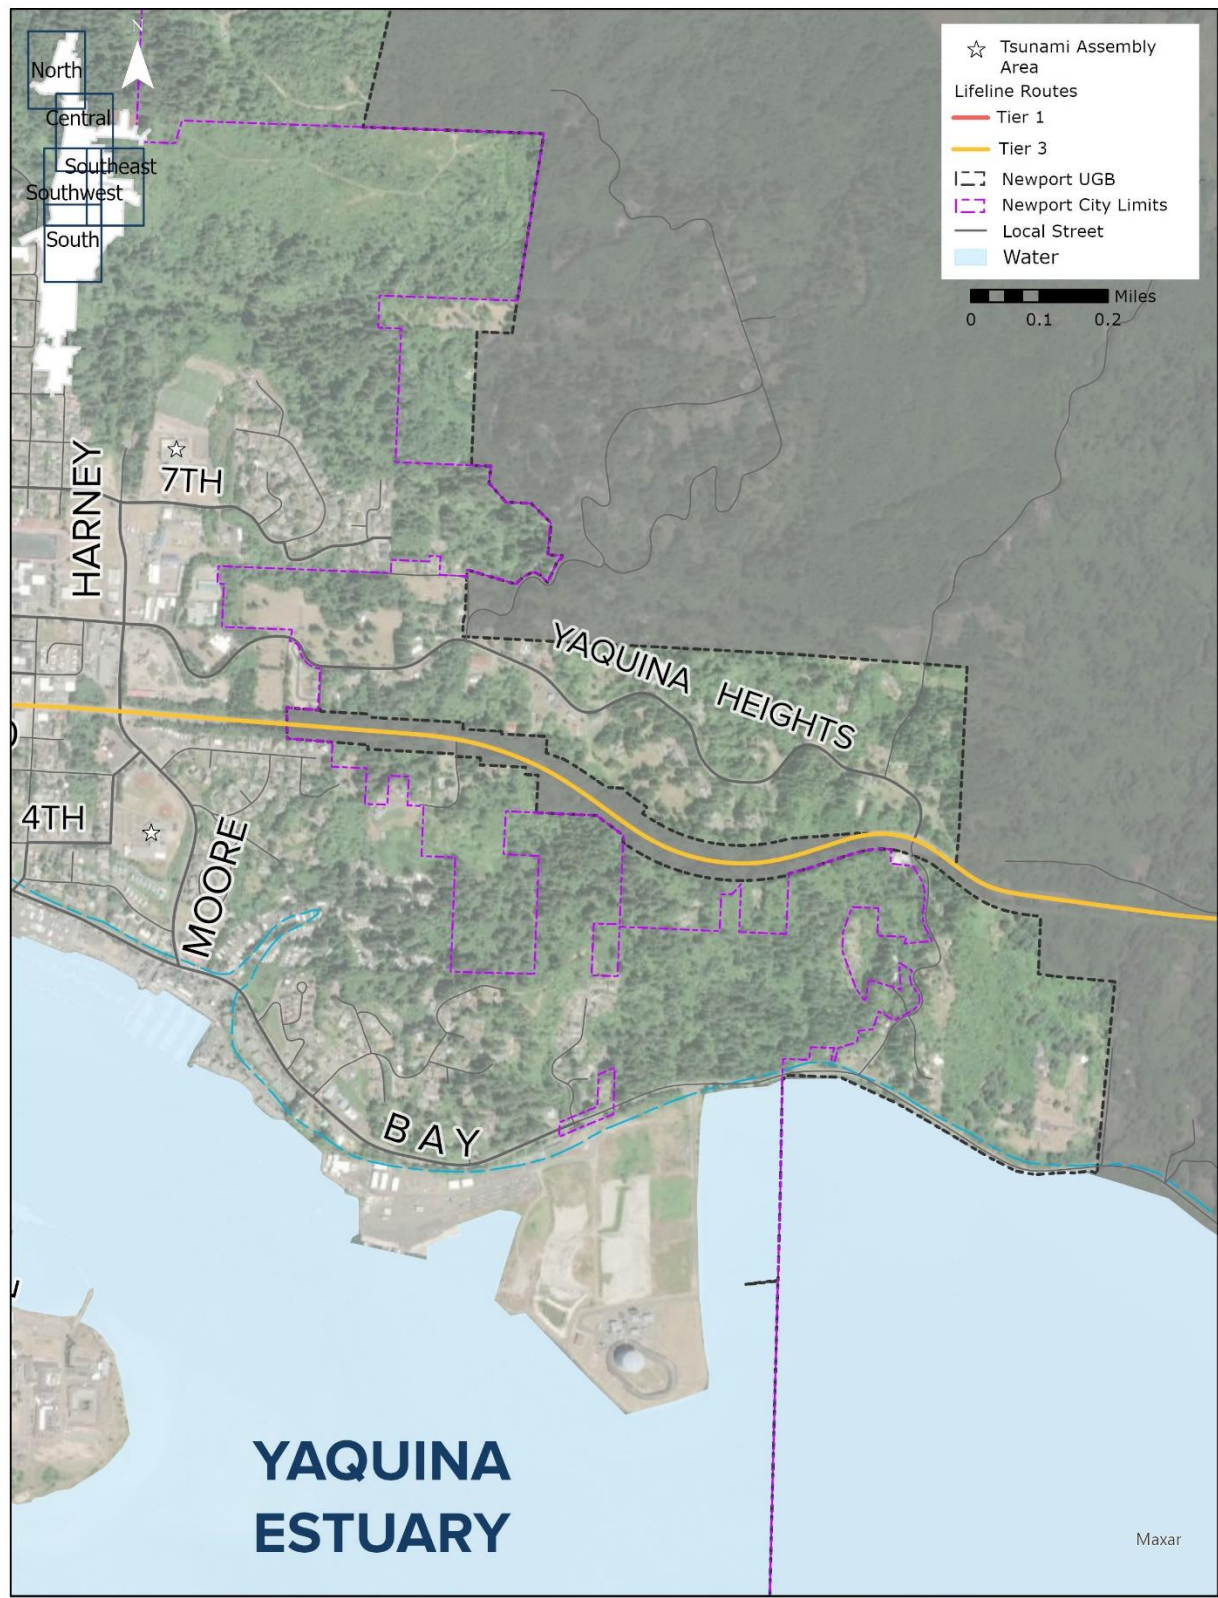 N
North
Central
Southeast
Southwest
South
Tsunami Assembly
Area
Lifeline Routes
Tier 1
Tier 3
Newport UGB
Newport City Limits
Local Street
Water
Miles
0 0.1 0.2
HARNEY
7TH
YAQUINA HEIGHTS
4TH
MOORE
BAY
YAQUINA
ESTUARY
Maxar